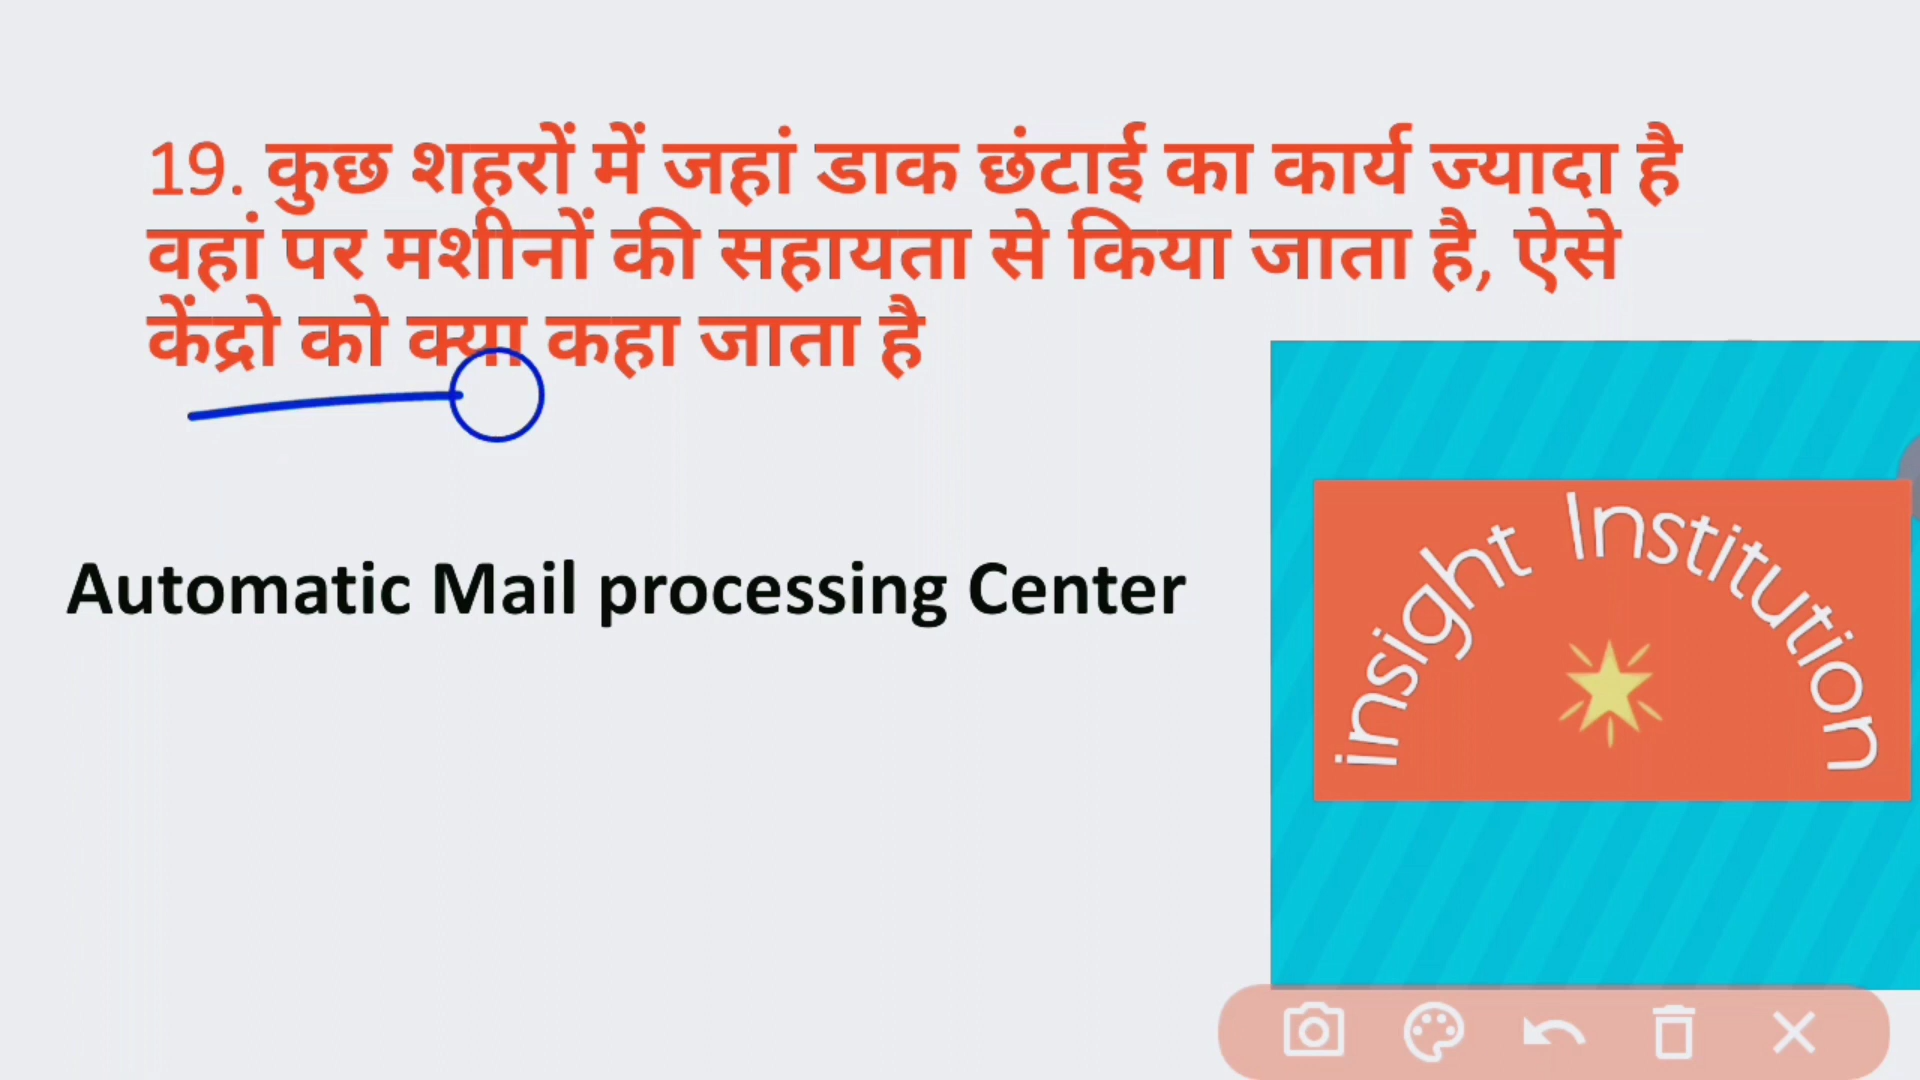 19. कुछ शहरों में जहां डाक छंटाई का कार्य ज्यादा है
वहां पर मशीनों की सहायता से किया जाता है, ऐसे
केंद्रो को क्या कहा जाता है
Automatic Mail processing Center
insight Institution